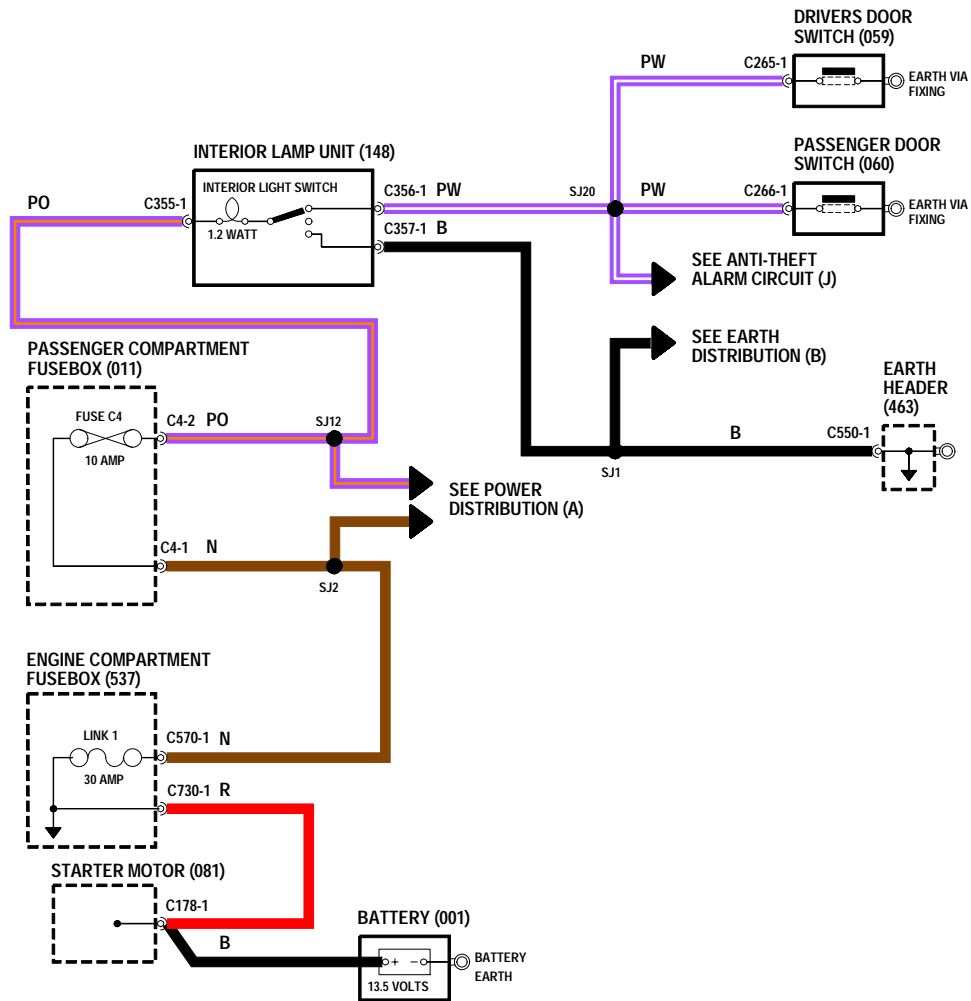 DRIVERS DOOR
SWITCH (059)
PW
C265-1
EARTH VIA
FIXING
INTERIOR LAMP UNIT (148)
PASSENGER DOOR
SWITCH (060)
PO
C355-1
INTERIOR LIGHT SWITCH
1.2 WATT
C356-1 PW
SJ20
PW
C266-1
EARTH VIA
FIXING
C357-1 B
SEE ANTI-THEFT
ALARM CIRCUIT (J)
SEE EARTH
DISTRIBUTION (B)
PASSENGER COMPARTMENT
FUSEBOX (011)
EARTH
HEADER
(463)
FUSE C4
10 AMP
C4-2 PO
SJ12
B
C550-1
SJ1
SEE POWER
DISTRIBUTION (A)
C4-1 N
SJ2
ENGINE COMPARTMENT
FUSEBOX (537)
LINK 1
30 AMP
C570-1 N
C730-1 R
STARTER MOTOR (081)
C178-1
B
BATTERY (001)
+ -
13.5 VOLTS
BATTERY
EARTH